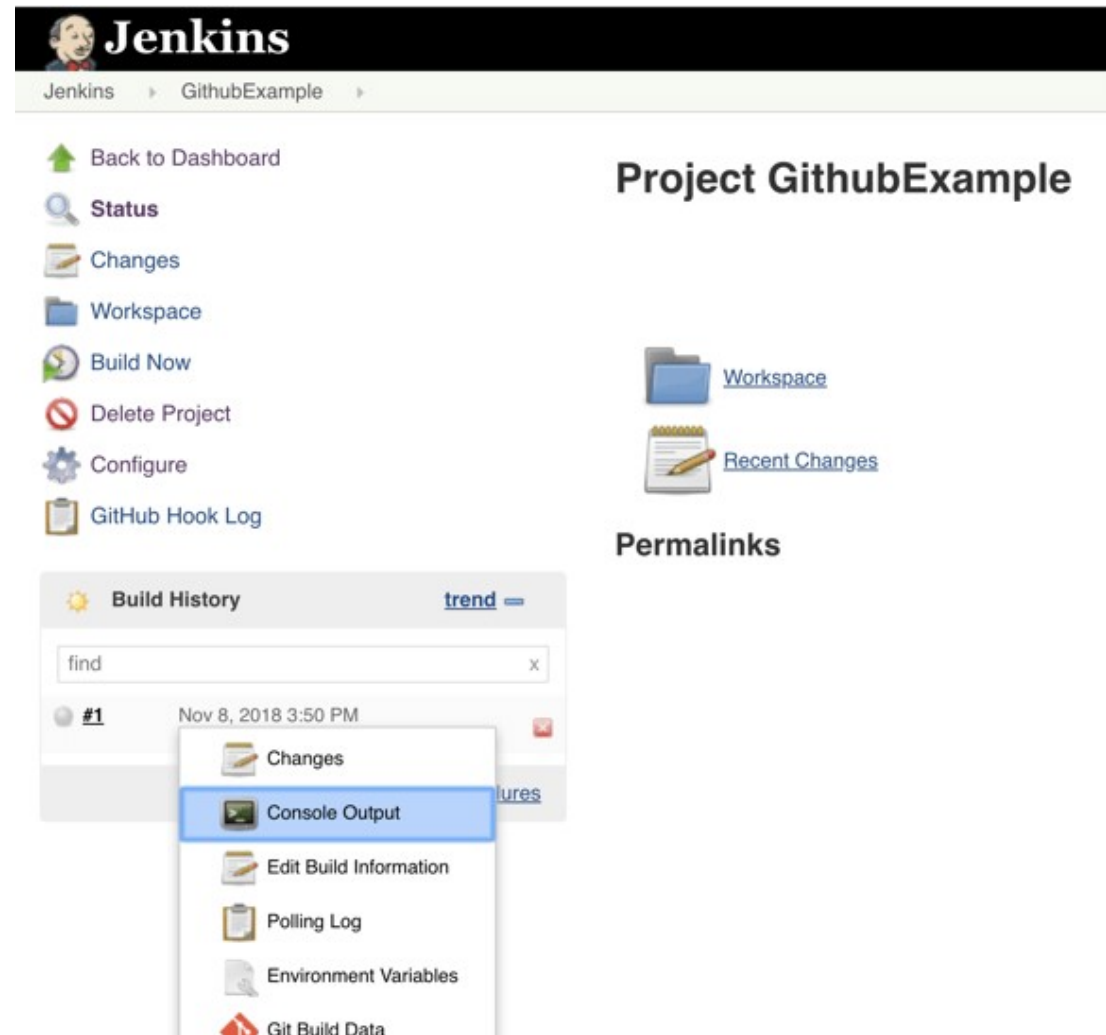 Jenkins
Jenkins GithubExample
Back to Dashboard
Status
Changes
Workspace
Build Now
Delete Project
Configure
GitHub Hook Log
Project GithubExample
Workspace
Recent Changes
Permalinks
Build History trend
find x
#1 Nov 8, 2018 3:50 PM
Changes
lures
Console Output
Edit Build Information
Polling Log
Environment Variables
Git Build Data